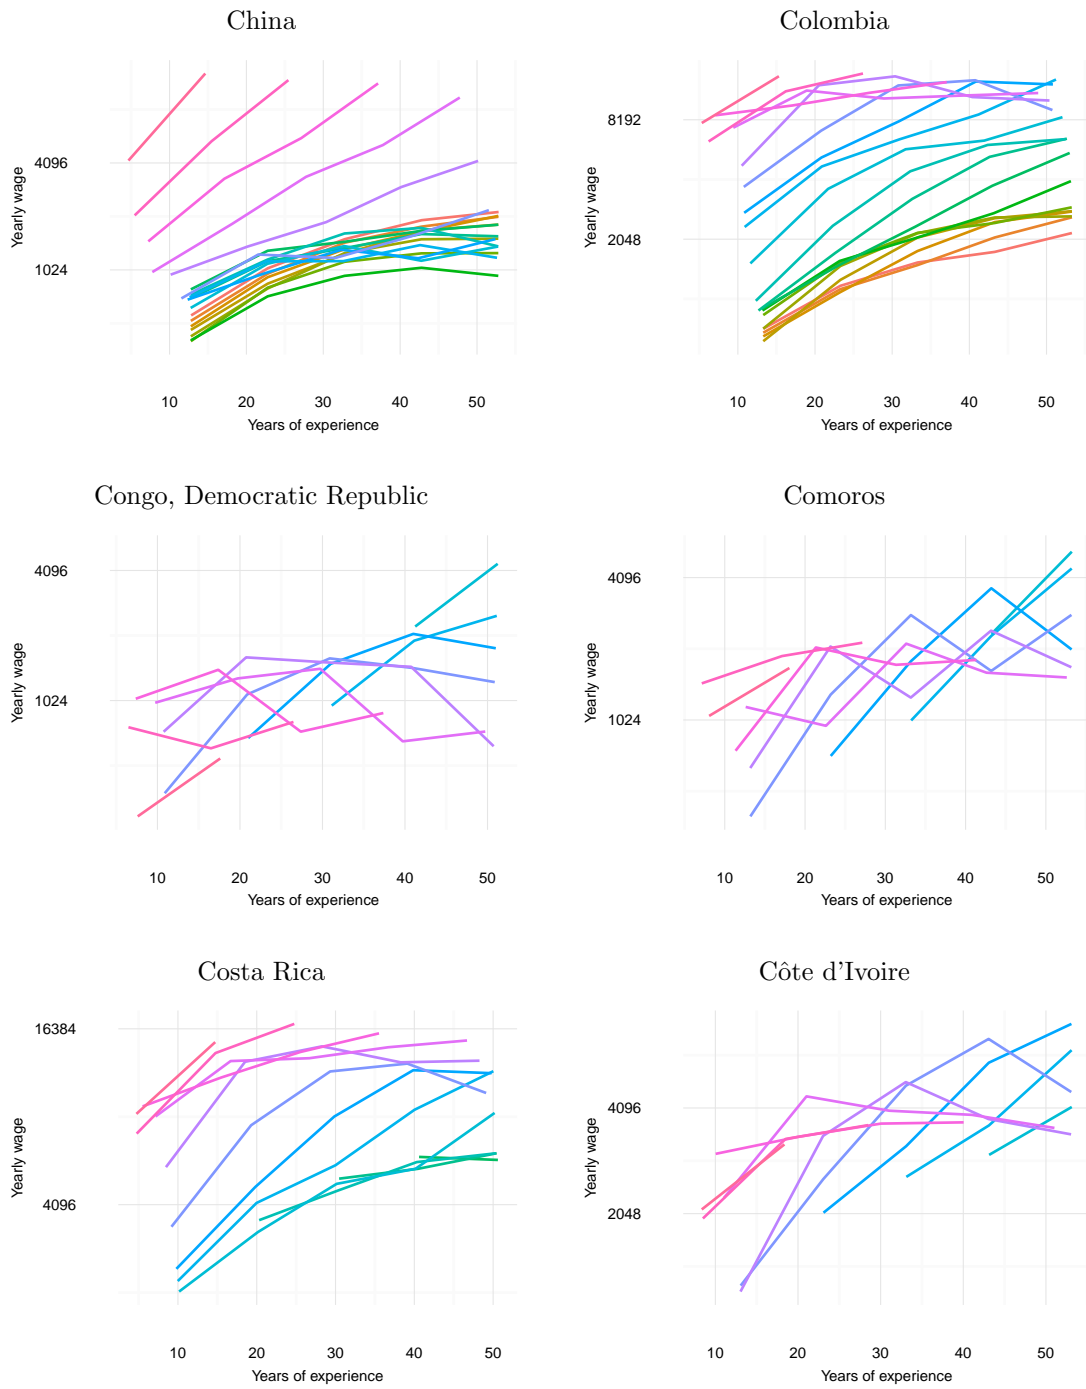 China
Colombia
Yearly wage
4096
1024
10 20 30 40 50
Years of experience
Yearly wage
8192
2048
10 20 30 40 50
Years of experience
Congo, Democratic Republic
Comoros
Yearly wage
4096
1024
10 20 30 40 50
Years of experience
Yearly wage
4096
1024
10 20 30 40 50
Years of experience
Costa Rica
Côte d'Ivoire
Yearly wage
16384
4096
10 20 30 40 50
Years of experience
Yearly wage
4096
2048
10 20 30 40 50
Years of experience